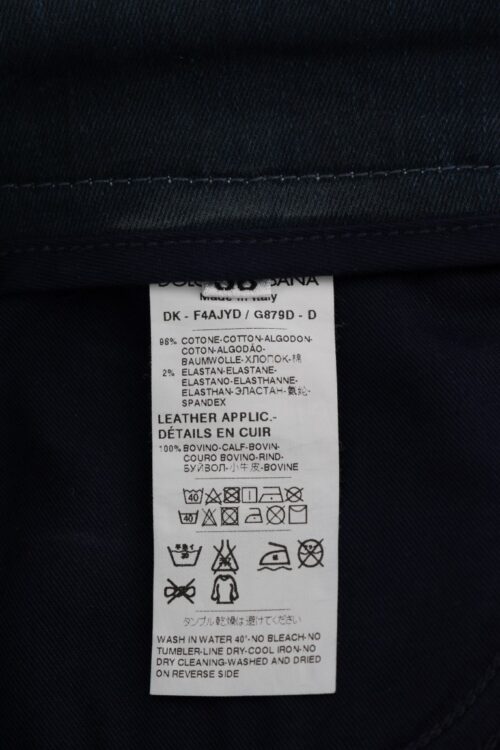 Made in Italy
DK - F4AJYD / G879D - D
98% COTONE-COTTON-ALGODON-
COTON-ALGODÃO-
BAUMWOLLE-ХЛОПОК-棉
2% ELASTAN-ELASTANE-
ELASTANO-ELASTHANNE-
ELASTHAN-ЭЛАСТАН-氨綸-
SPANDEX
LEATHER APPLIC.-
DÉTAILS EN CUIR
100% BOVINO-CALF-BOVIN-
COURO BOVINO-RIND-
БУЙВОЛ-小牛皮-BOVINE
40
40
タンブル乾燥は避けてください
WASH IN WATER 40°-NO BLEACH-NO
TUMBLER-LINE DRY-COOL IRON-NO
DRY CLEANING-WASHED AND DRIED
ON REVERSE SIDE